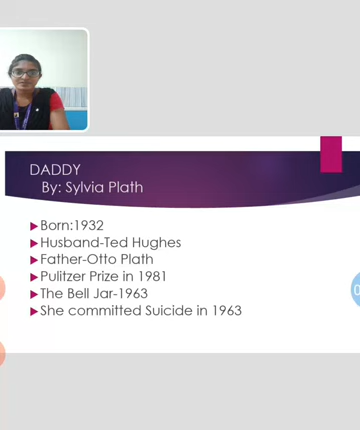 DADDY
By: Sylvia Plath
Born:1932
Husband-Ted Hughes
Father-Otto Plath
Pulitzer Prize in 1981
The Bell Jar-1963
She committed Suicide in 1963
0